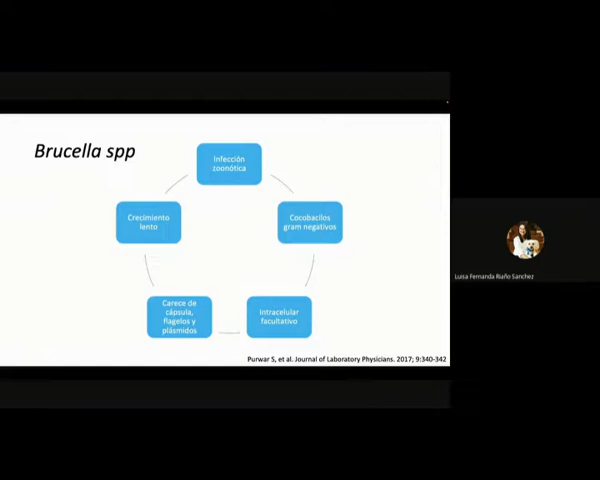 Brucella spp
Infección
zoonótica
Cocobacilos
gram negativos
Intracelular
facultativo
Carece de
cápsula,
flagelos y
plásmidos
Crecimiento
lento
Purwar S, et al. Journal of Laboratory Physicians. 2017; 9:340-342
Luisa Fernanda Riaño Sanchez